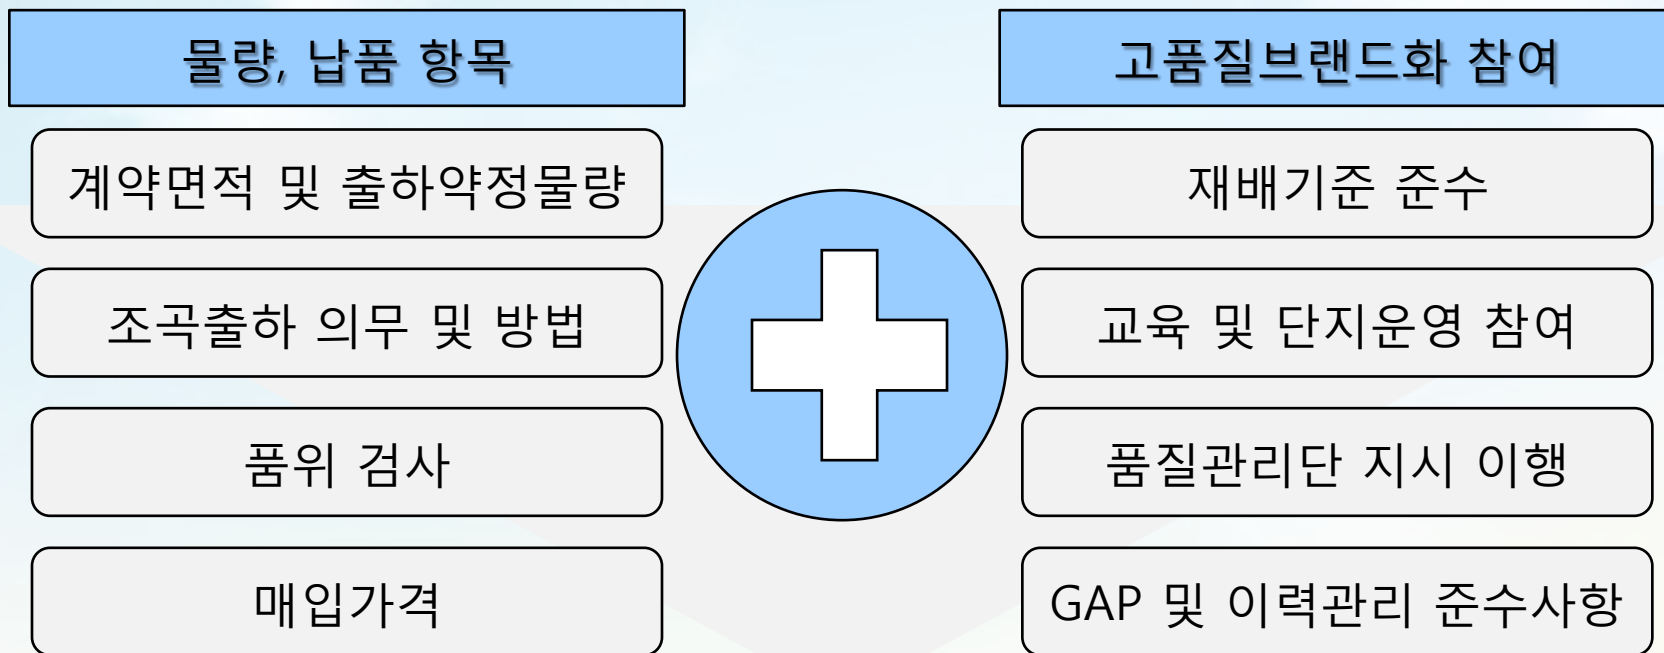 물량, 납품 항목
계약면적 및 출하약정물량
조곡출하 의무 및 방법
품위 검사
매입가격
고품질브랜드화 참여
재배기준 준수
교육 및 단지운영 참여
품질관리단 지시 이행
GAP 및 이력관리 준수사항